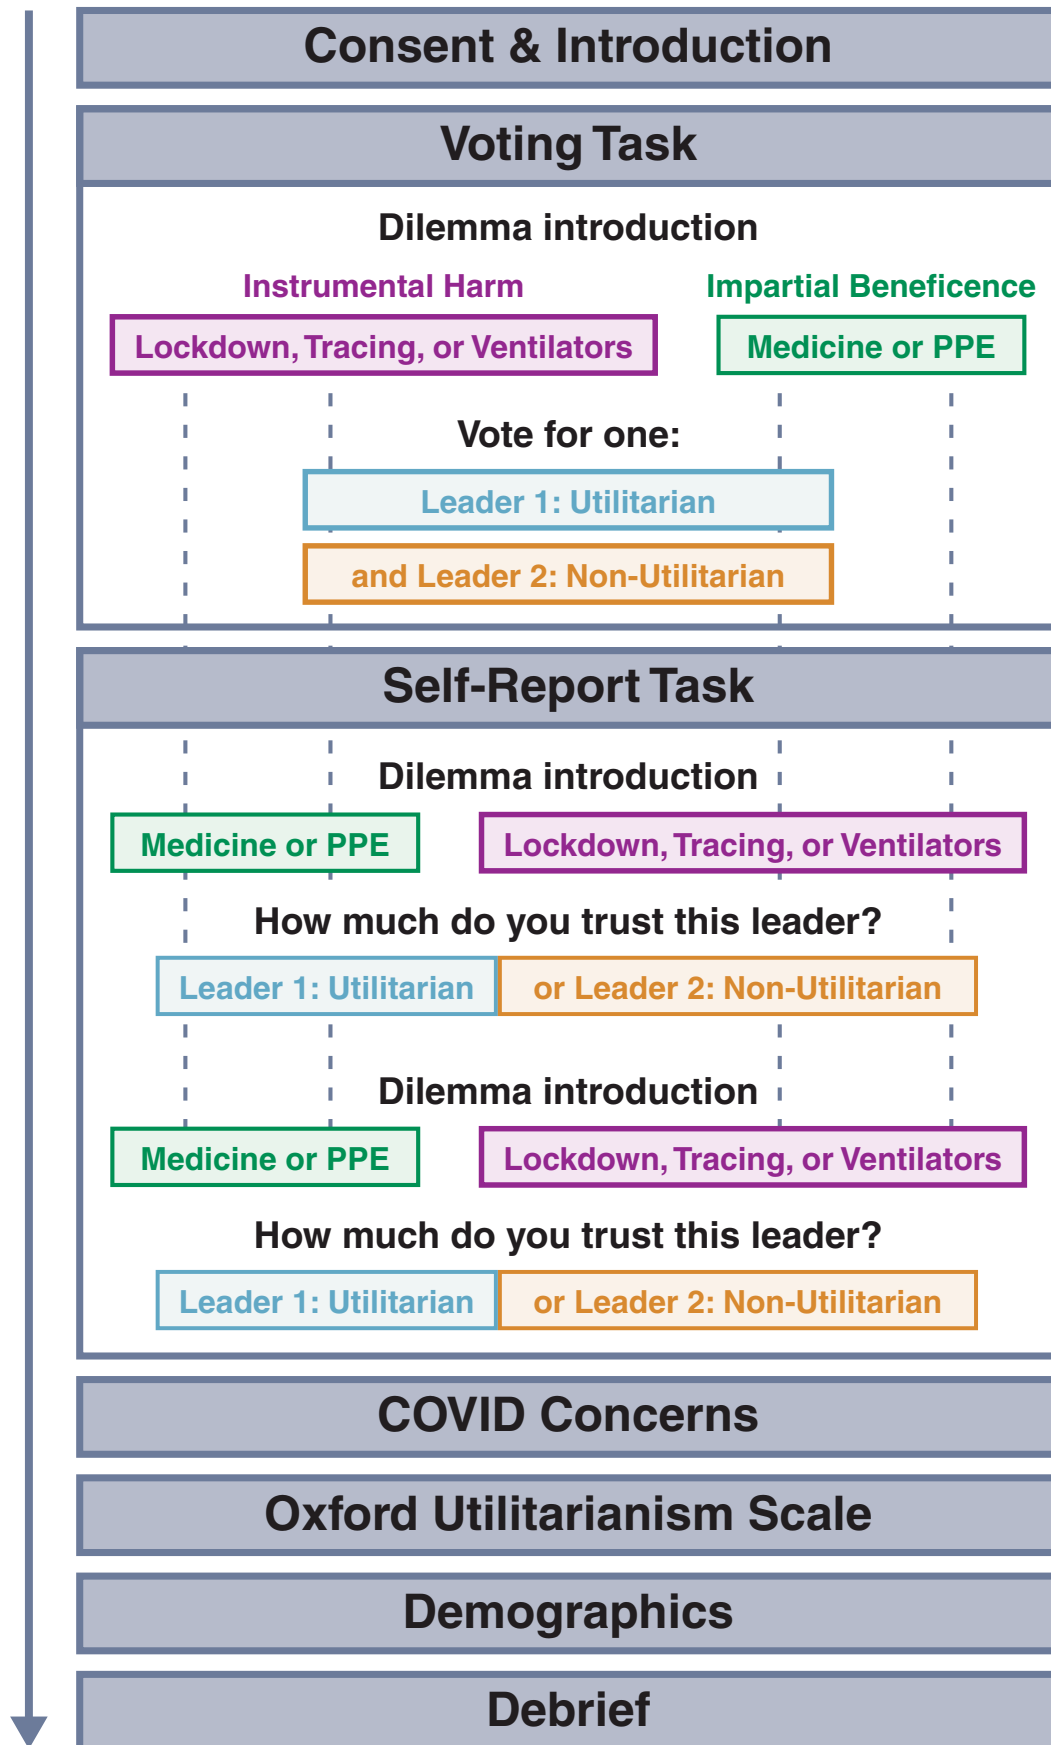 Consent & Introduction
Voting Task
Dilemma introduction
Instrumental Harm
Impartial Beneficence
Lockdown, Tracing, or Ventilators
Medicine or PPE
Vote for one:
Leader 1: Utilitarian
and Leader 2: Non-Utilitarian
Self-Report Task
Dilemma introduction
Medicine or PPE
Lockdown, Tracing, or Ventilators
How much do you trust this leader?
Leader 1: Utilitarian
or Leader 2: Non-Utilitarian
Dilemma introduction
Medicine or PPE
Lockdown, Tracing, or Ventilators
How much do you trust this leader?
Leader 1: Utilitarian
or Leader 2: Non-Utilitarian
COVID Concerns
Oxford Utilitarianism Scale
Demographics
Debrief